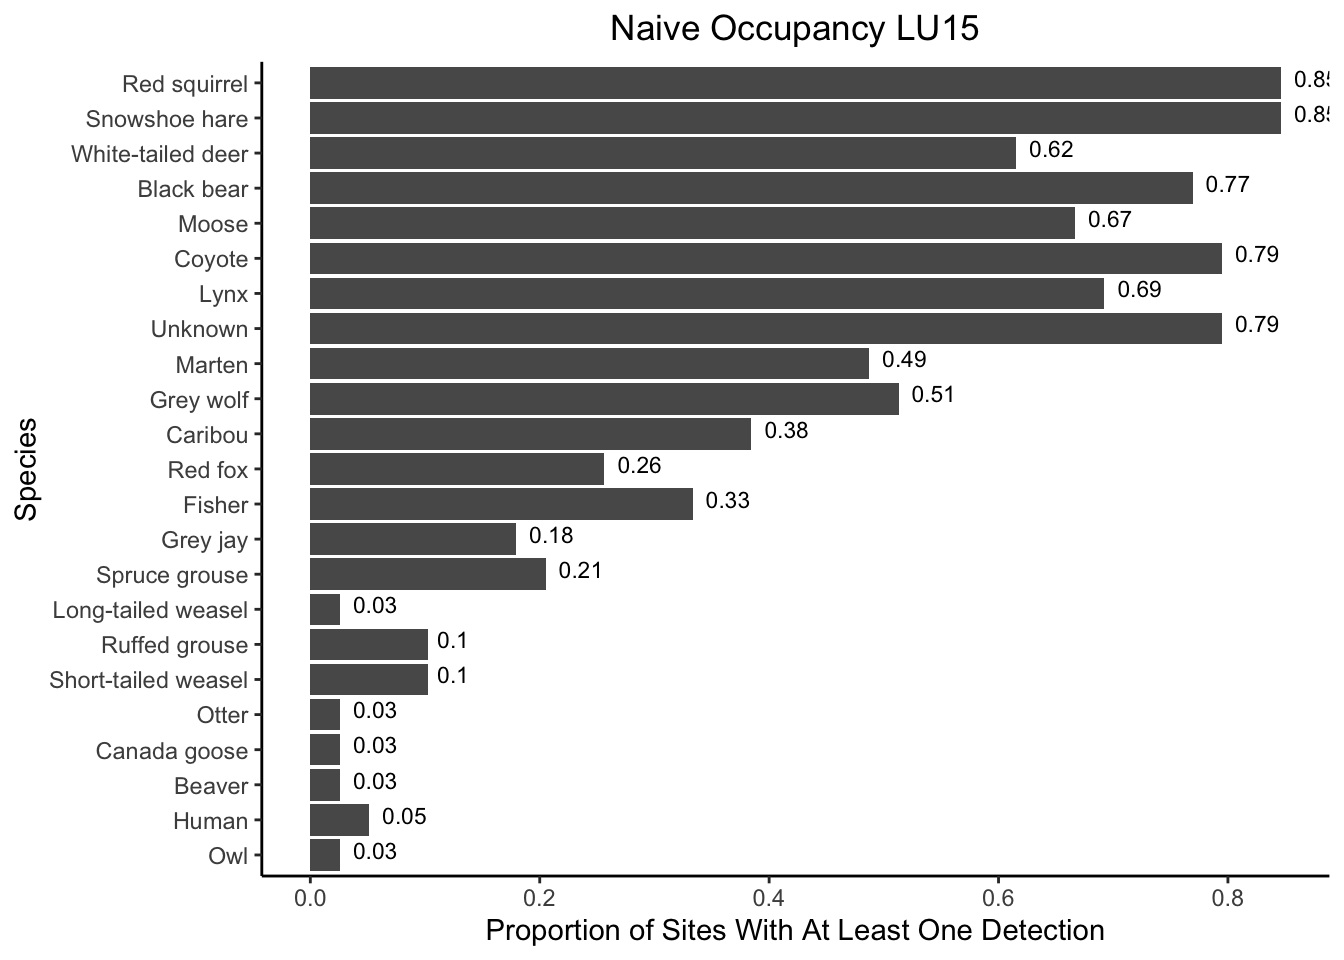 Naive Occupancy LU15
Red squirrel 0.85
Snowshoe hare 0.85
White-tailed deer 0.62
Black bear 0.77
Moose 0.67
Coyote 0.79
Lynx 0.69
Unknown 0.79
Marten 0.49
Grey wolf 0.51
Caribou 0.38
Red fox 0.26
Fisher 0.33
Grey jay 0.18
Spruce grouse 0.21
Long-tailed weasel 0.03
Ruffed grouse 0.1
Short-tailed weasel 0.1
Otter 0.03
Canada goose 0.03
Beaver 0.03
Human 0.05
Owl 0.03
Species
0.0 0.2 0.4 0.6 0.8
Proportion of Sites With At Least One Detection